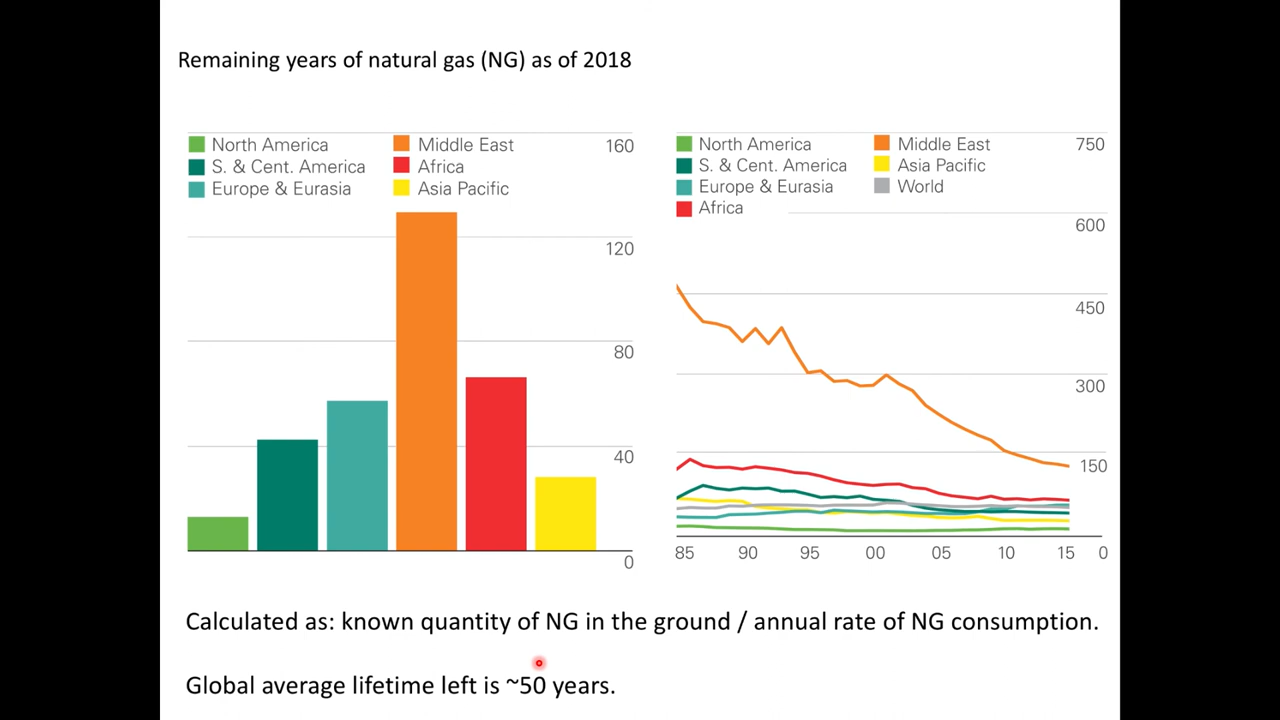 Remaining years of natural gas (NG) as of 2018
North America
S. & Cent. America
Europe & Eurasia
Middle East
Africa
Asia Pacific
160
120
80
40
0
North America
S. & Cent. America
Europe & Eurasia
Africa
Middle East
Asia Pacific
World
750
600
450
300
150
85 90 95 00 05 10 15 0
Calculated as: known quantity of NG in the ground / annual rate of NG consumption.
Global average lifetime left is ~50 years.